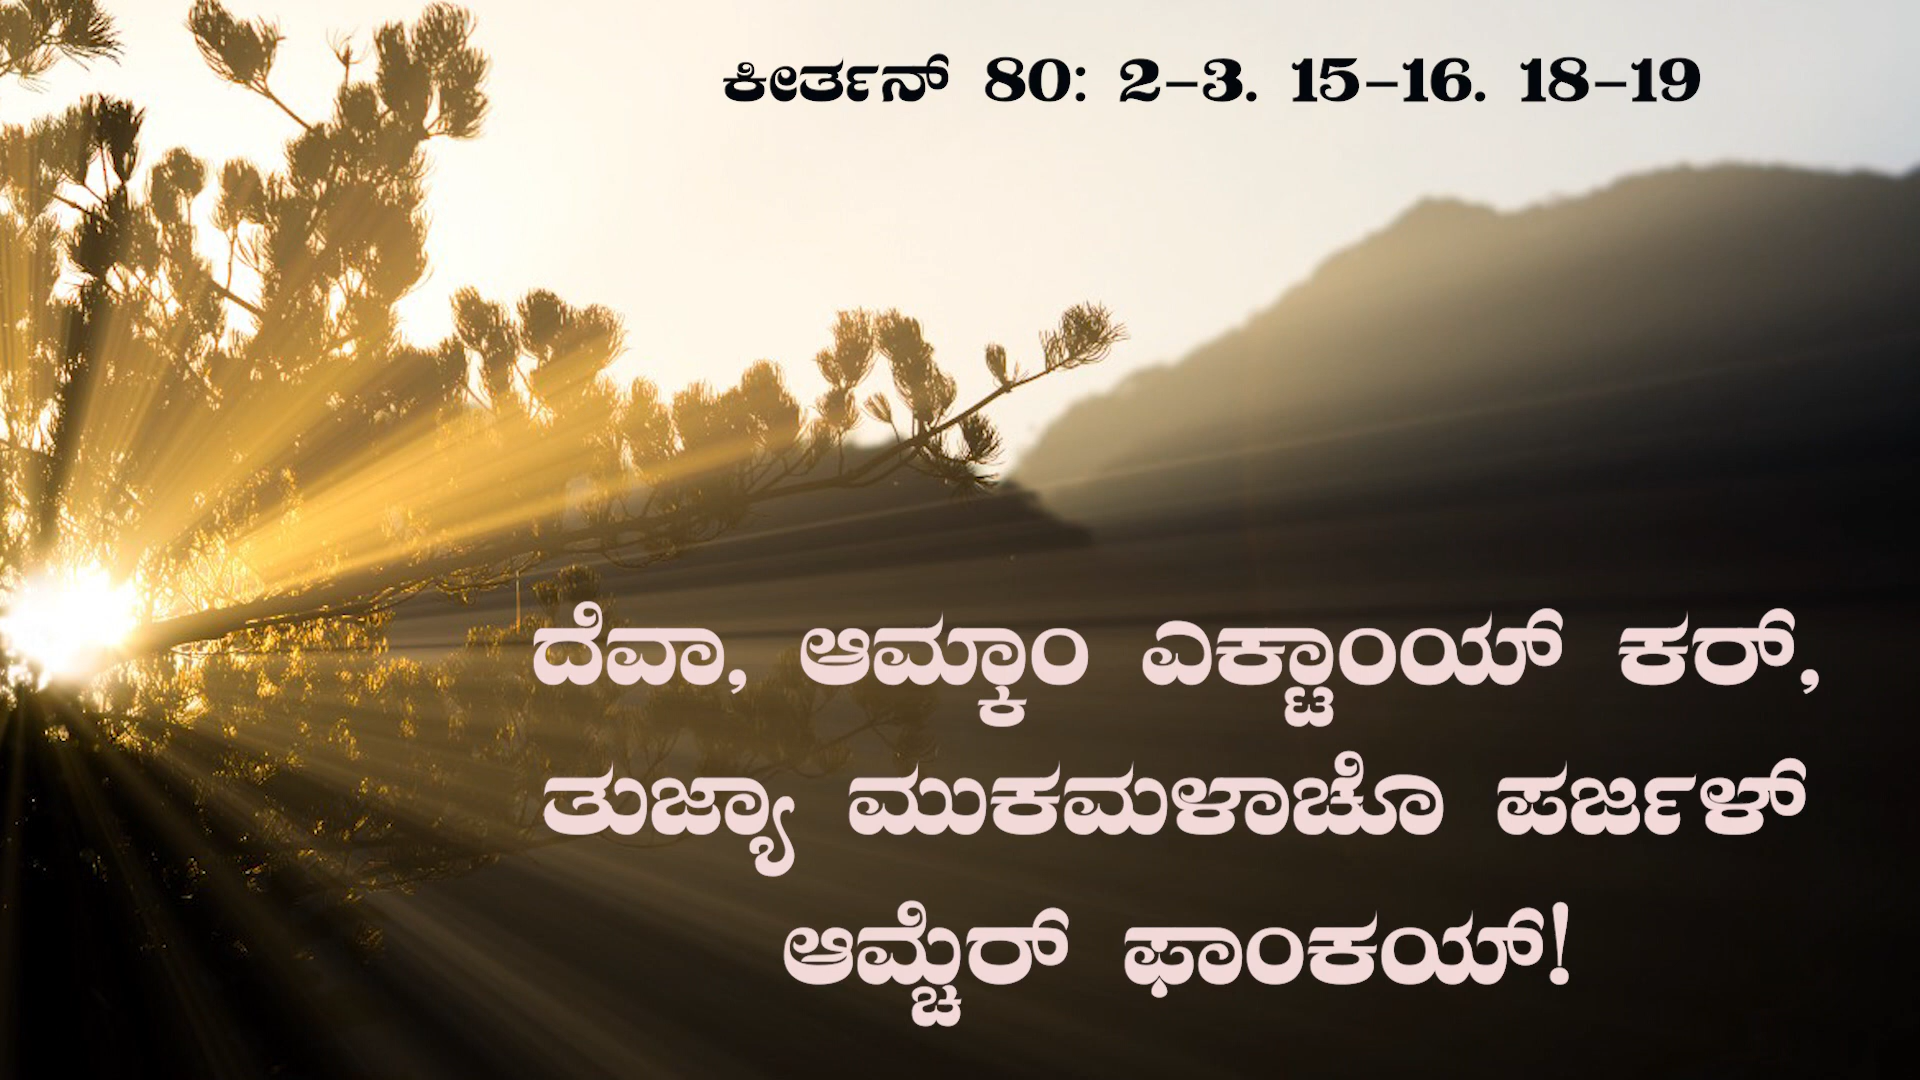 ಕೀರ್ತನ್ 80: 2-3. 15-16. 18-19
ದೆವಾ, ಆಮ್ಕಾಂ ಎಕ್ಟಾಂಯ್ ಕರ್,
ತುಜ್ಯಾ ಮುಕಮಳಾಚೊ ಪರ್ಜಳ್
ಆಮ್ಚೆರ್ ಫಾಂಕಯ್!